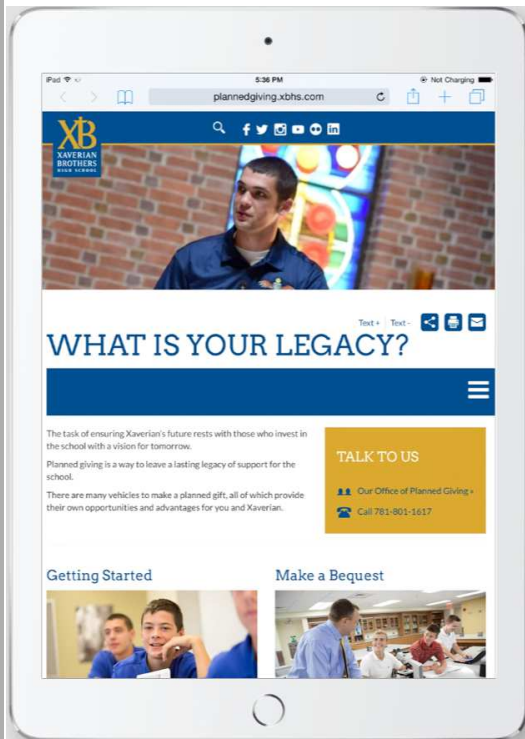 iPad
5:36 PM
Not Charging
plannedgiving.xbhs.com
XB
XAVERIAN
BROTHERS
HIGH SCHOOL
Text + Text -
WHAT IS YOUR LEGACY?
The task of ensuring Xaverian's future rests with those who invest in
the school with a vision for tomorrow.
Planned giving is a way to leave a lasting legacy of support for the
school.
There are many vehicles to make a planned gift, all of which provide
their own opportunities and advantages for you and Xaverian.
TALK TO US
Our Office of Planned Giving »
Call 781-801-1617
Getting Started
Make a Bequest